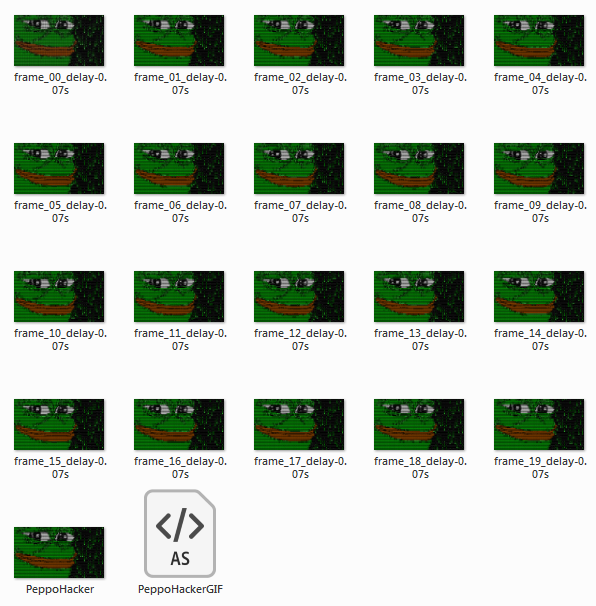 frame_00_delay-0.
07s
frame_01_delay-0.
07s
frame_02_delay-0.
07s
frame_03_delay-0.
07s
frame_04_delay-0.
07s
frame_05_delay-0.
07s
frame_06_delay-0.
07s
frame_07_delay-0.
07s
frame_08_delay-0.
07s
frame_09_delay-0.
07s
frame_10_delay-0.
07s
frame_11_delay-0.
07s
frame_12_delay-0.
07s
frame_13_delay-0.
07s
frame_14_delay-0.
07s
frame_15_delay-0.
07s
frame_16_delay-0.
07s
frame_17_delay-0.
07s
frame_18_delay-0.
07s
frame_19_delay-0.
07s
PeppoHacker
</>
AS
PeppoHackerGIF